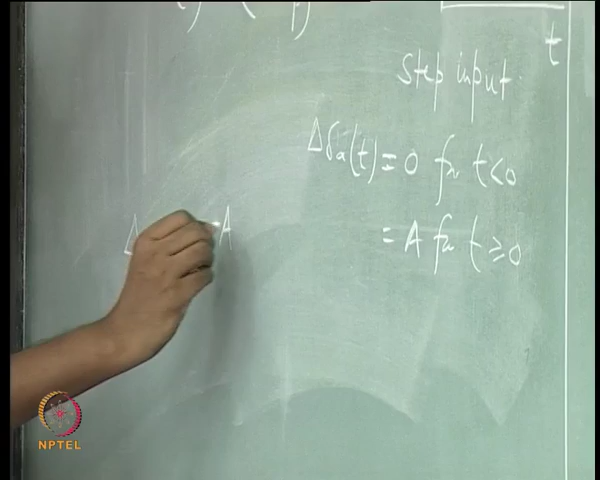 t
step input
Δδa(t) = 0 for t<0
= A for t≥0
Δ A
NPTEL